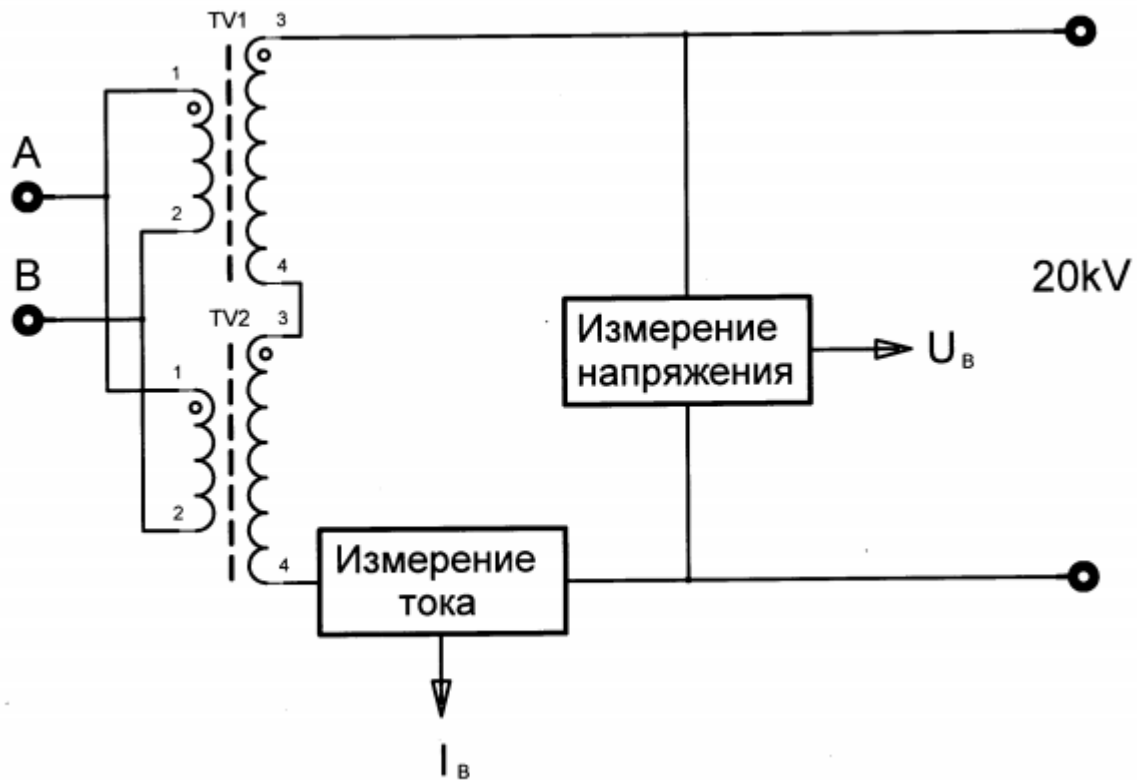 TV1
3
1
A
2
4
B
TV2
3
20kV
Измерение
напряжения
U B
1
2
4
Измерение
тока
I B